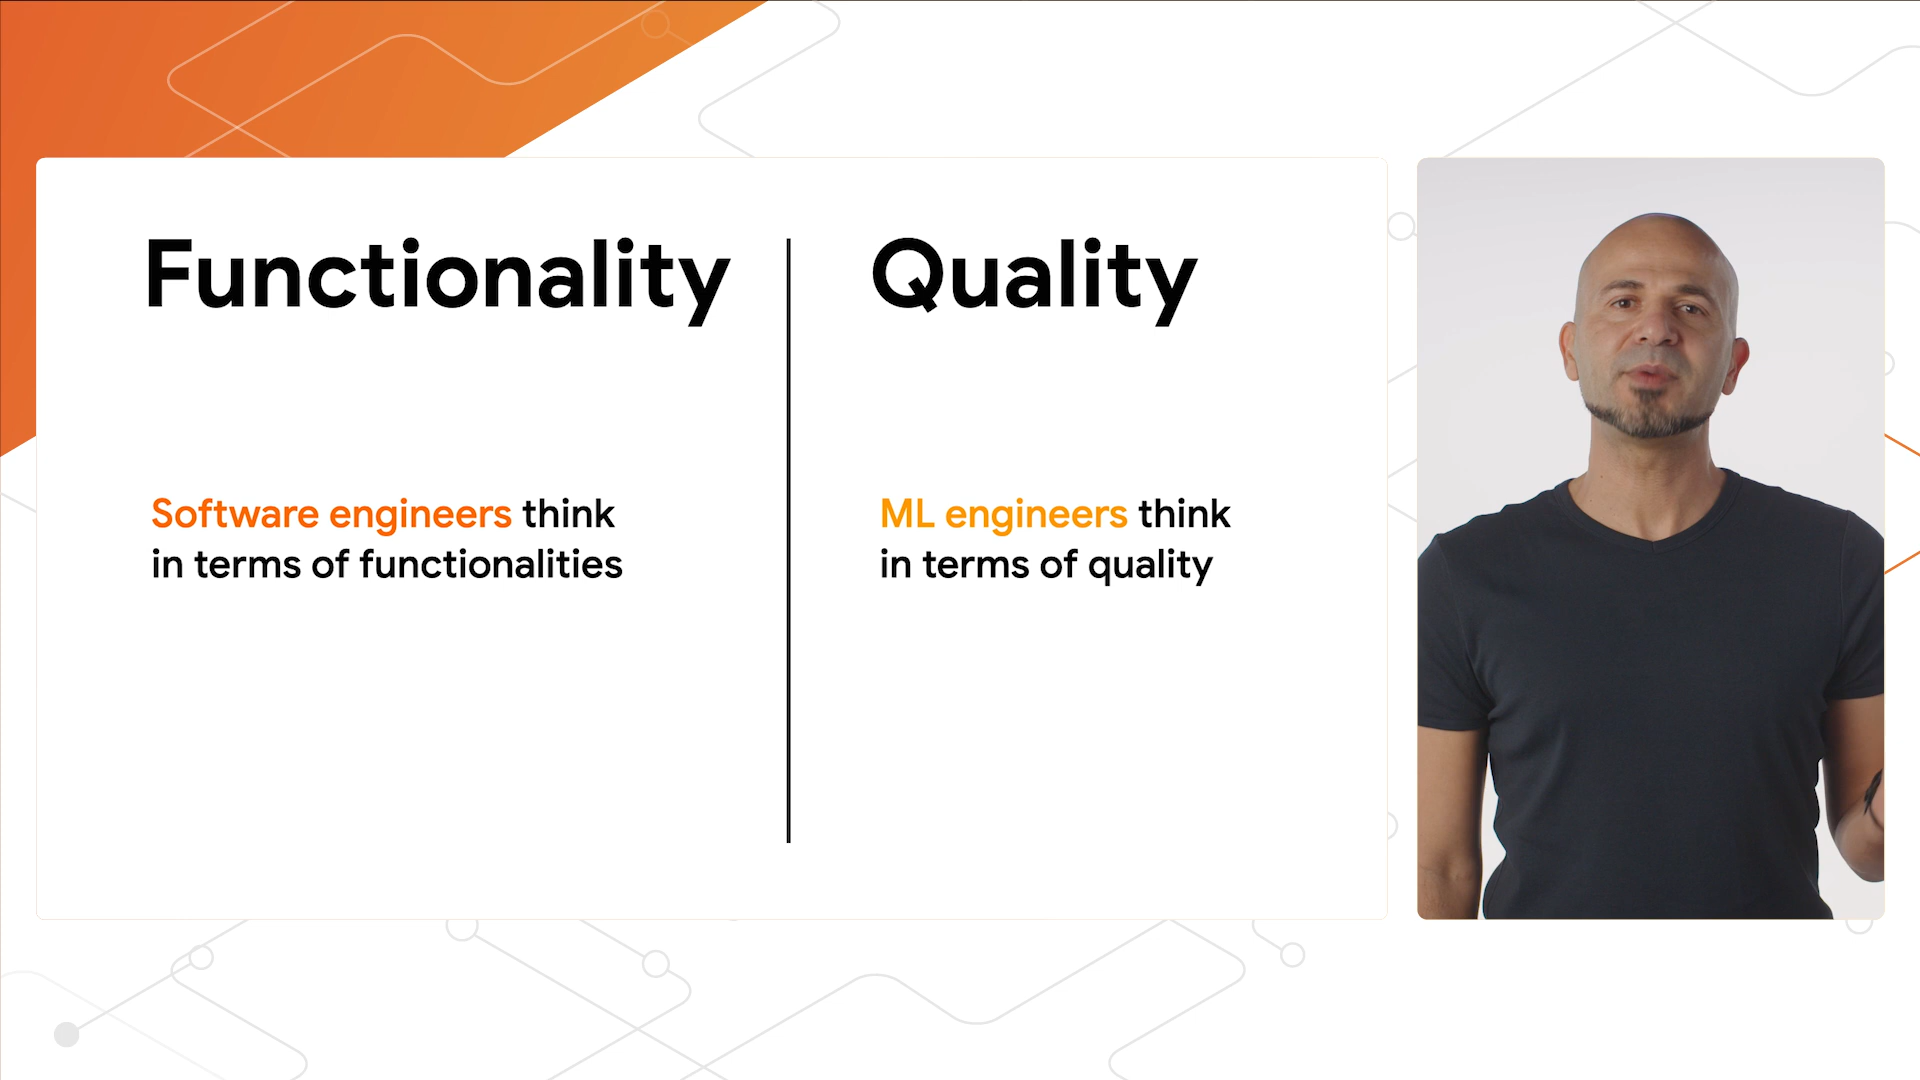 Functionality
Software engineers think
in terms of functionalities
Quality
ML engineers think
in terms of quality